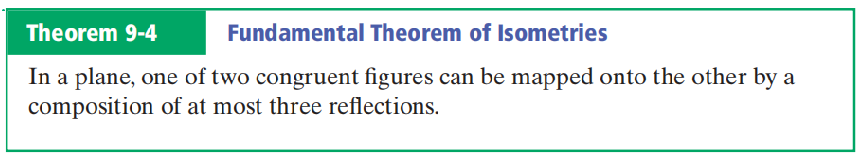 Theorem 9-4 Fundamental Theorem of Isometries
In a plane, one of two congruent figures can be mapped onto the other by a
composition of at most three reflections.